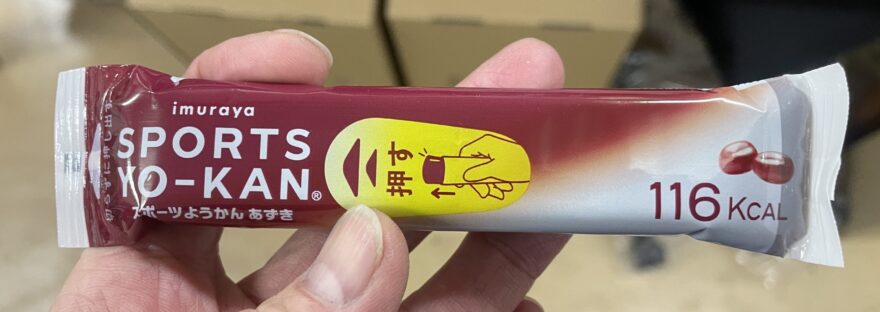 imuraya
SPORTS
YO-KAN®
スポーツようかん あずき
押す
116 KCAL